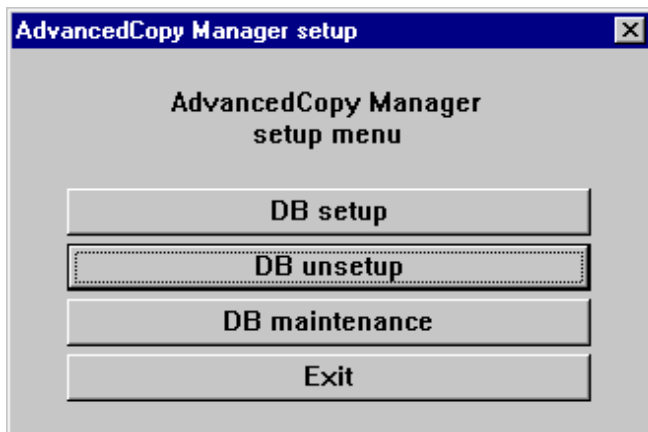 AdvancedCopy Manager setup
AdvancedCopy Manager
setup menu
DB setup
DB unsetup
DB maintenance
Exit